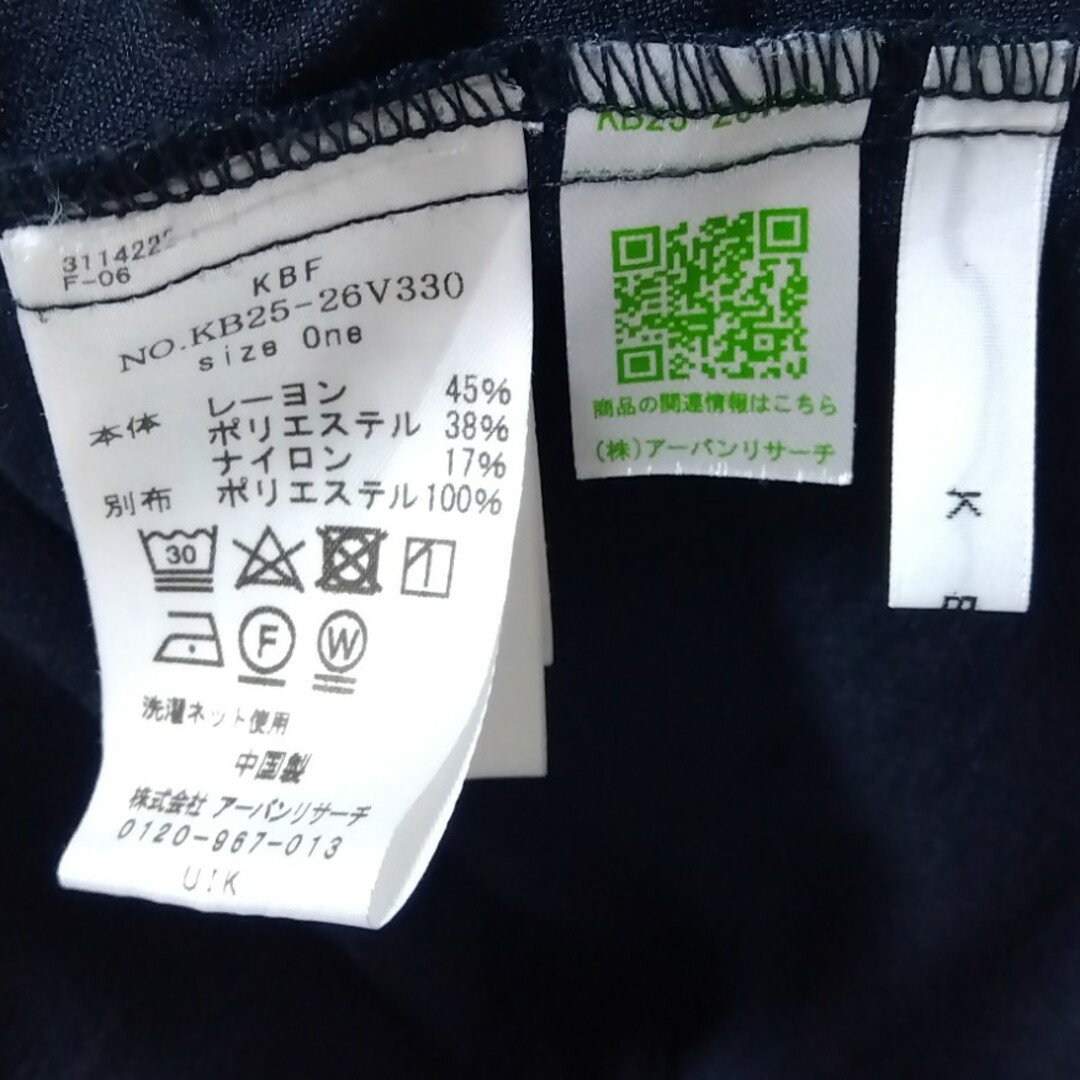 F-06
KBF
NO.KB25-26V330
size One
本体 レーヨン 45%
ポリエステル 38%
ナイロン 17%
別布 ポリエステル 100%
30
F
W
洗濯ネット使用
中国製
株式会社 アーバンリサーチ
0120-967-013
UIK
商品の関連情報はこちら
(株)アーバンリサーチ
K
B